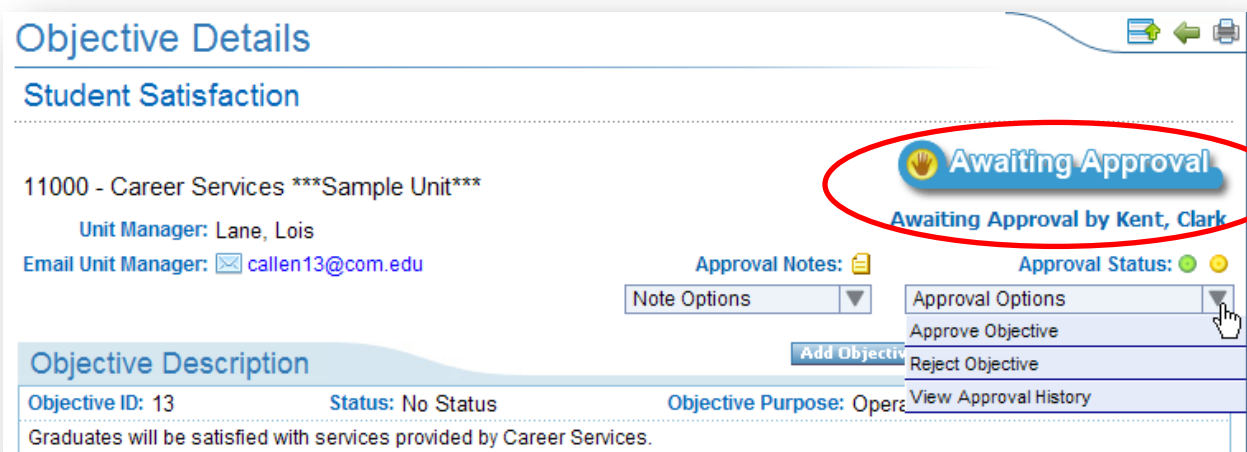 Objective Details
Student Satisfaction
Awaiting Approval
11000 - Career Services ***Sample Unit***
Awaiting Approval by Kent, Clark
Unit Manager: Lane, Lois
Email Unit Manager: callen13@com.edu
Approval Notes:
Approval Status:
Note Options
Approval Options
Approve Objective
Reject Objective
View Approval History
Objective Description
Add
Objective ID: 13 Status: No Status Objective Purpose:
Graduates will be satisfied with services provided by Career Services.